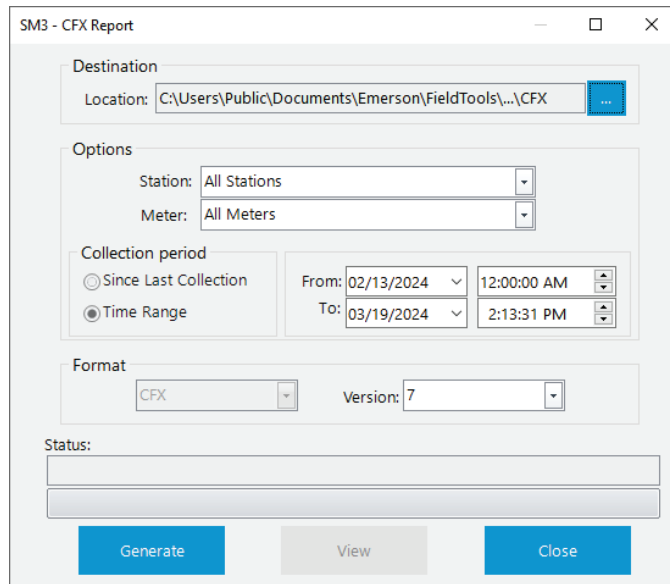 SM3 - CFX Report
Destination
Location: C:\Users\Public\Documents\Emerson\FieldTools\...\CFX ...
Options
Station: All Stations
Meter: All Meters
Collection period
Since Last Collection
Time Range
From: 02/13/2024 12:00:00 AM
To: 03/19/2024 2:13:31 PM
Format
CFX Version: 7
Status:
Generate View Close